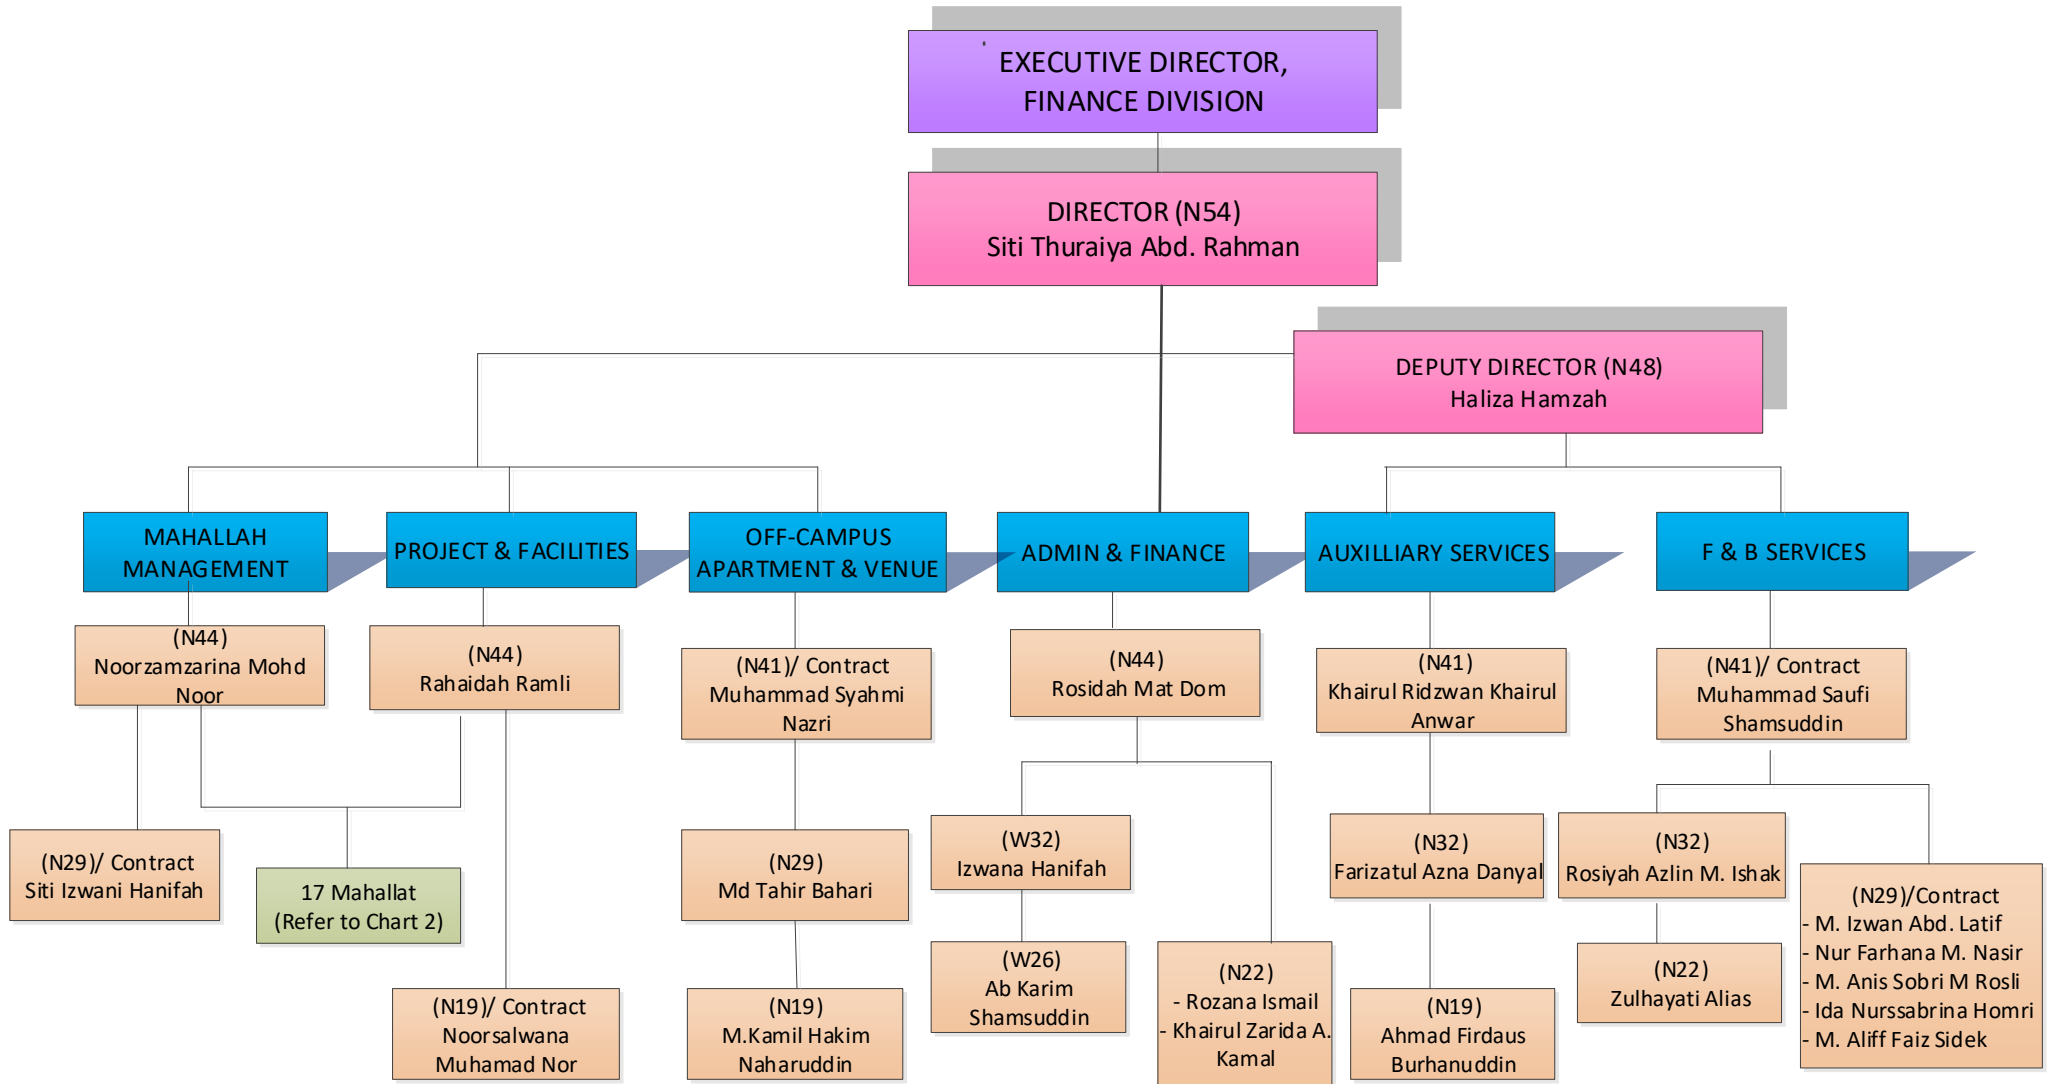 EXECUTIVE DIRECTOR,
FINANCE DIVISION
DIRECTOR (N54)
Siti Thuraiya Abd. Rahman
DEPUTY DIRECTOR (N48)
Haliza Hamzah
MAHALLAH
MANAGEMENT
PROJECT & FACILITIES
OFF-CAMPUS
APARTMENT & VENUE
ADMIN & FINANCE
AUXILLIARY SERVICES
F & B SERVICES
(N44)
Noorzamzarina Mohd
Noor
(N44)
Rahaidah Ramli
(N41)/ Contract
Muhammad Syahmi
Nazri
(N44)
Rosidah Mat Dom
(N41)
Khairul Ridzwan Khairul
Anwar
(N41)/ Contract
Muhammad Saufi
Shamsuddin
(N29)/ Contract
Siti Izwani Hanifah
17 Mahallat
(Refer to Chart 2)
(N29)
Md Tahir Bahari
(W32)
Izwana Hanifah
(N32)
Farizatul Azna Danyal
(N32)
Rosiyah Azlin M. Ishak
(N29)/Contract
- M. Izwan Abd. Latif
- Nur Farhana M. Nasir
- M. Anis Sobri M Rosli
- Ida Nurssabrina Homri
- M. Aliff Faiz Sidek
(N19)/ Contract
Noorsalwana
Muhamad Nor
(N19)
M.Kamil Hakim
Naharuddin
(W26)
Ab Karim
Shamsuddin
(N22)
- Rozana Ismail
- Khairul Zarida A.
Kamal
(N19)
Ahmad Firdaus
Burhanuddin
(N22)
Zulhayati Alias